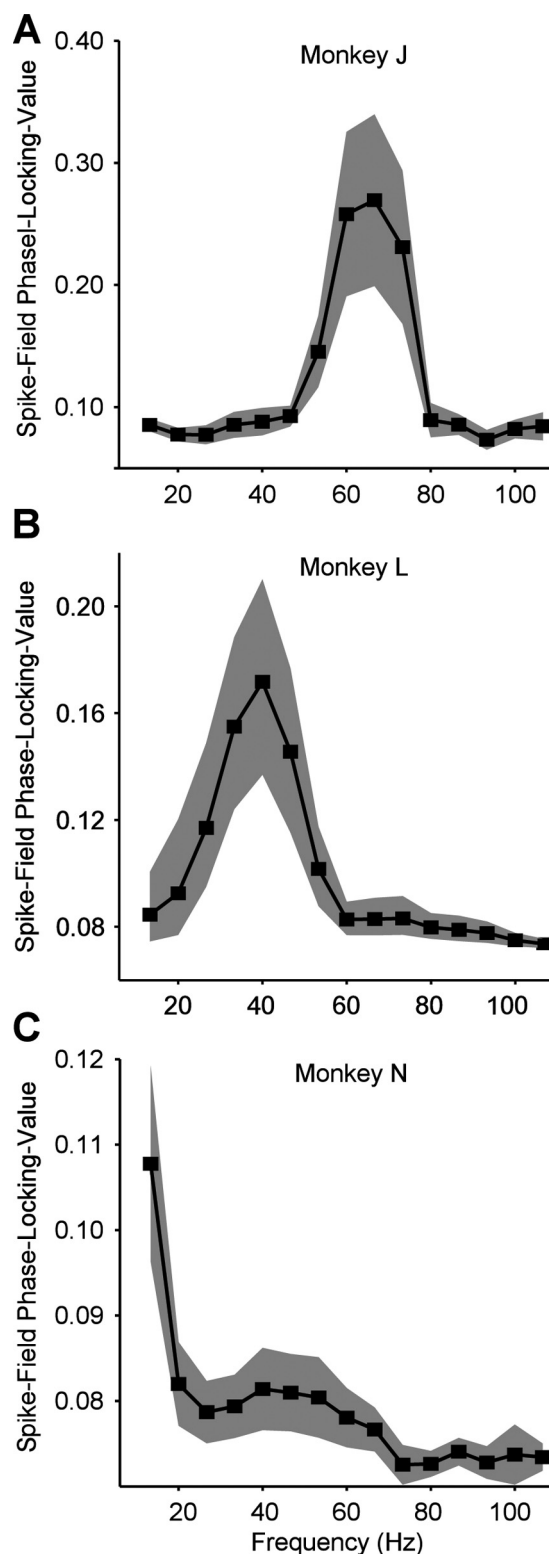 A
Monkey J
Spike-Field Phasel-Locking-Value
0.40
0.30
0.20
0.10
20 40 60 80 100
B
Monkey L
Spike-Field Phase-Locking-Value
0.20
0.16
0.12
0.08
20 40 60 80 100
C
Monkey N
Spike-Field Phase-Locking-Value
0.12
0.11
0.10
0.09
0.08
20 40 60 80 100
Frequency (Hz)